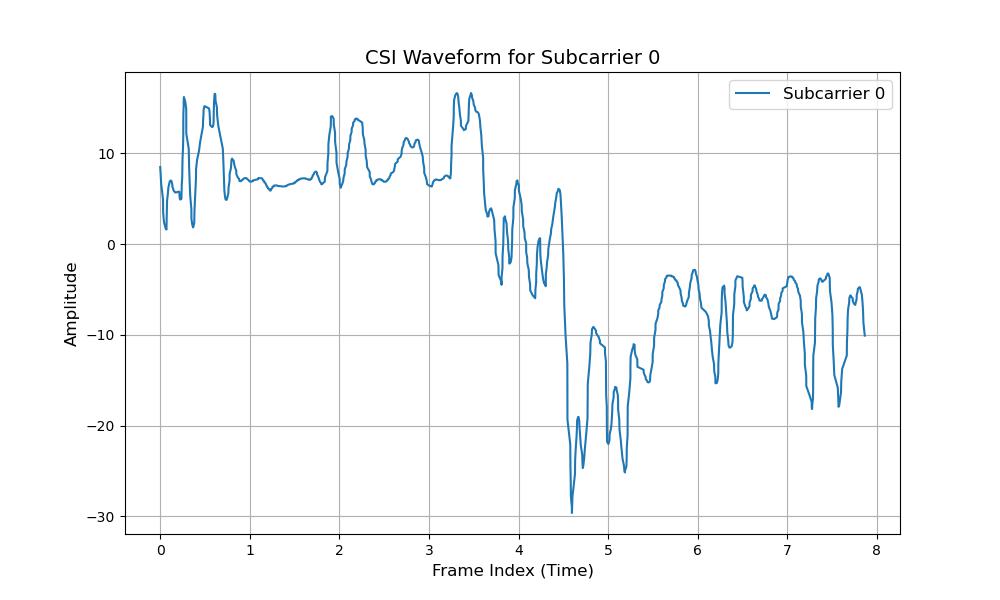 CSI Waveform for Subcarrier 0
Subcarrier 0
Amplitude
10
0
−10
−20
−30
0 1 2 3 4 5 6 7 8
Frame Index (Time)